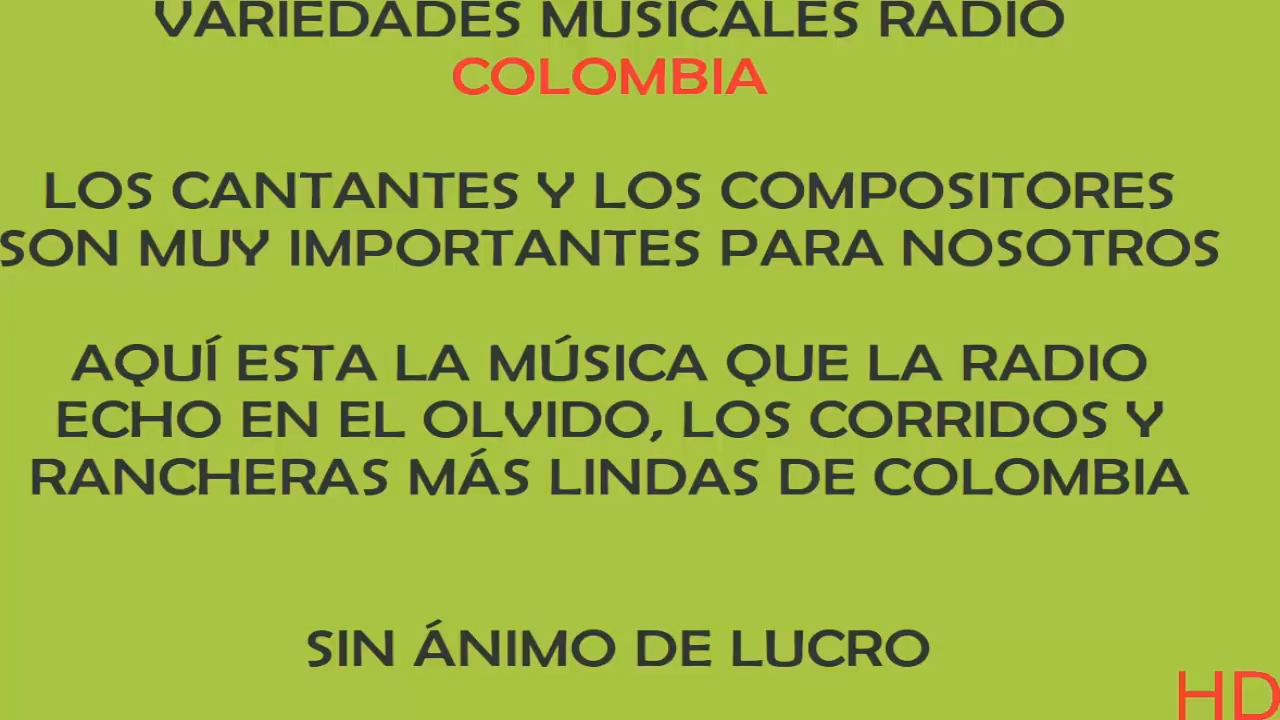 VARIEDADES MUSICALES RADIO
COLOMBIA
LOS CANTANTES Y LOS COMPOSITORES
SON MUY IMPORTANTES PARA NOSOTROS
AQUÍ ESTA LA MÚSICA QUE LA RADIO
ECHO EN EL OLVIDO, LOS CORRIDOS Y
RANCHERAS MÁS LINDAS DE COLOMBIA
SIN ÁNIMO DE LUCRO
HD